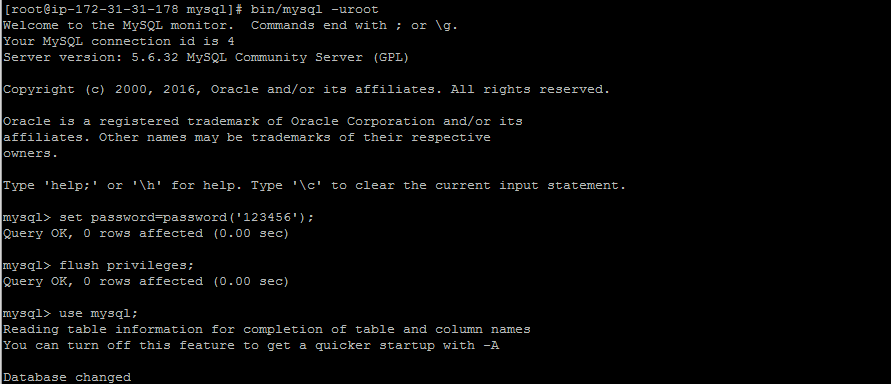 [root@ip-172-31-31-178 mysql]# bin/mysql -uroot
Welcome to the MySQL monitor.  Commands end with ; or \g.
Your MySQL connection id is 4
Server version: 5.6.32 MySQL Community Server (GPL)
Copyright (c) 2000, 2016, Oracle and/or its affiliates. All rights reserved.
Oracle is a registered trademark of Oracle Corporation and/or its
affiliates. Other names may be trademarks of their respective
owners.
Type 'help;' or '\h' for help. Type '\c' to clear the current input statement.
mysql> set password=password('123456');
Query OK, 0 rows affected (0.00 sec)
mysql> flush privileges;
Query OK, 0 rows affected (0.00 sec)
mysql> use mysql;
Reading table information for completion of table and column names
You can turn off this feature to get a quicker startup with -A
Database changed